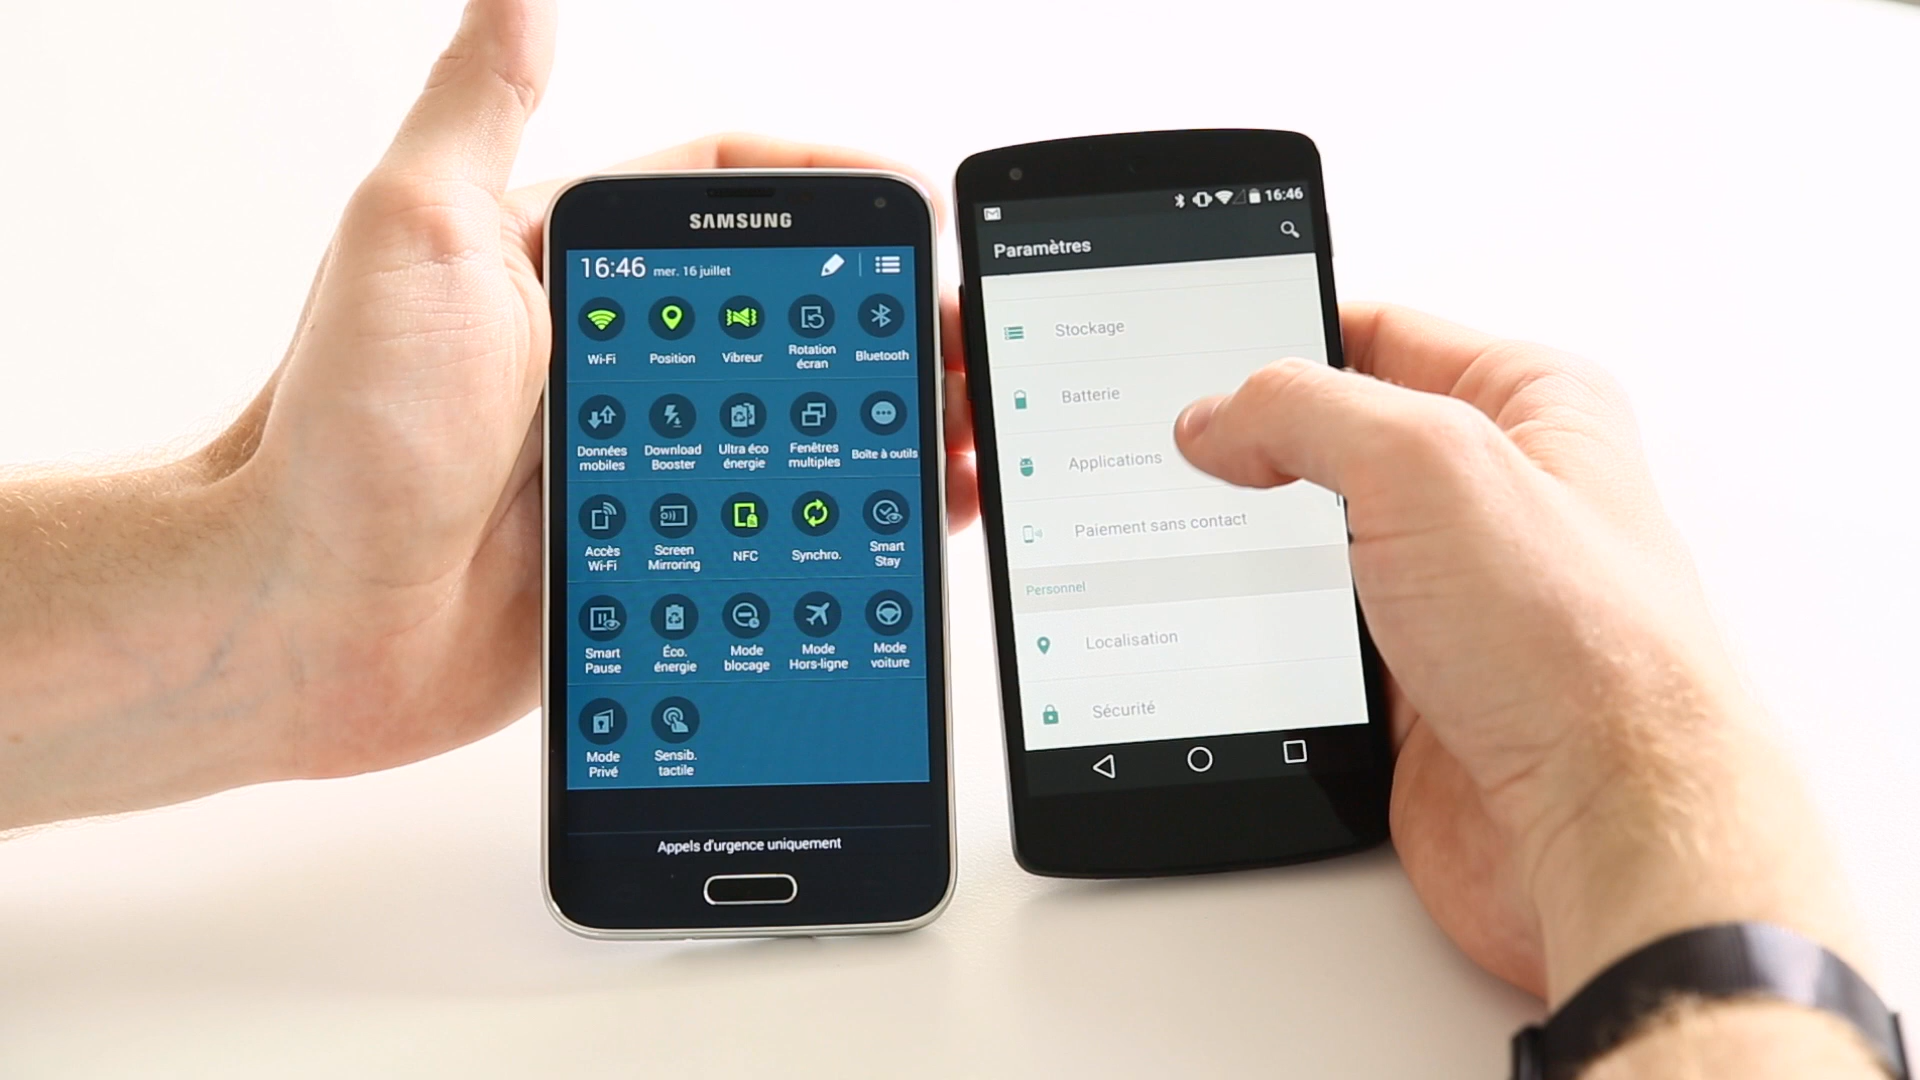 SAMSUNG
16:46 mer. 16 juillet
Wi-Fi
Position
Vibreur
Rotation
écran
Bluetooth
Données
mobiles
Download
Booster
Ultra éco
énergie
Fenêtres
multiples
Boîte à outils
Accès
Wi-Fi
Screen
Mirroring
NFC
Synchro.
Smart
Stay
Smart
Pause
Éco.
énergie
Mode
blocage
Mode
Hors-ligne
Mode
voiture
Mode
Privé
Sensib.
tactile
Appels d'urgence uniquement
16:46
Paramètres
Stockage
Batterie
Applications
Paiement sans contact
Personnel
Localisation
Sécurité